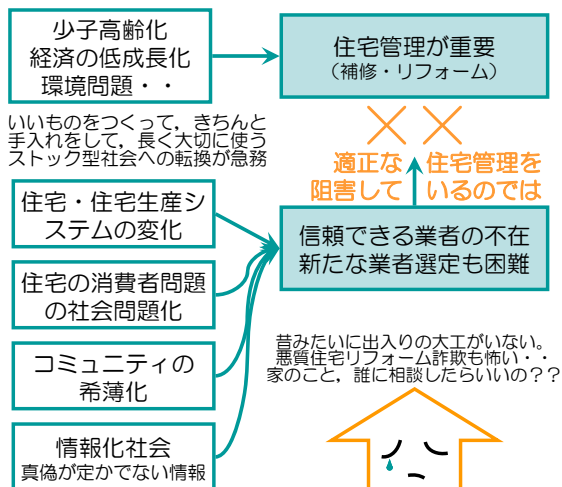 少子高齢化
経済の低成長化
環境問題・・
住宅管理が重要
（補修・リフォーム）
いいものをつくって，きちんと
手入れをして，長く大切に使う
ストック型社会への転換が急務
適正な 住宅管理を
阻害して いるのでは
住宅・住宅生産シ
ステムの変化
信頼できる業者の不在
新たな業者選定も困難
住宅の消費者問題
の社会問題化
コミュニティの
希薄化
昔みたいに出入りの大工がいない。
悪質住宅リフォーム詐欺も怖い・・
家のこと，誰に相談したらいいの？？
情報化社会
真偽が定かでない情報